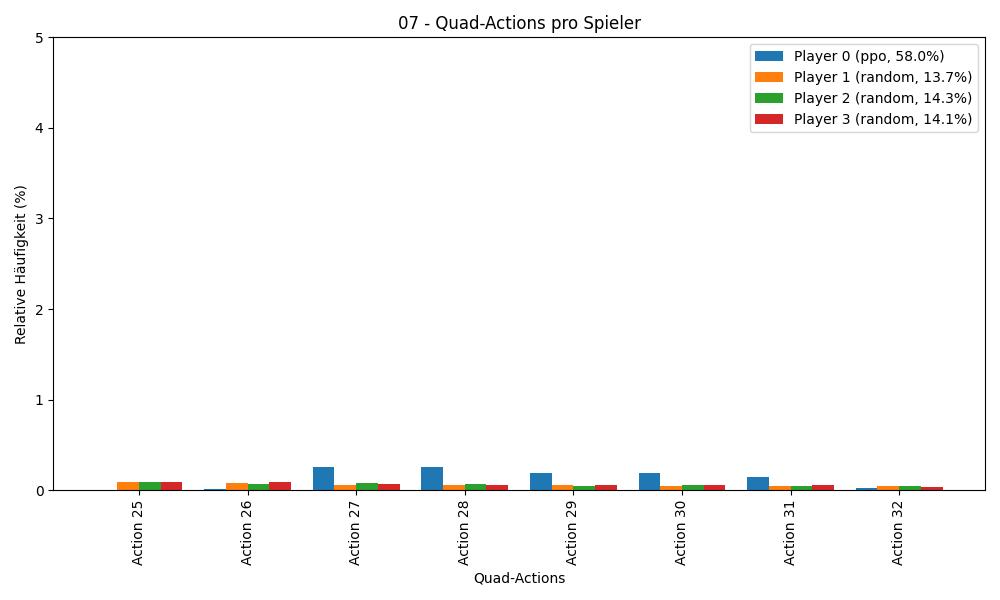 07 - Quad-Actions pro Spieler
Player 0 (ppo, 58.0%)
Player 1 (random, 13.7%)
Player 2 (random, 14.3%)
Player 3 (random, 14.1%)
Relative Häufigkeit (%)
5
4
3
2
1
0
Action 25
Action 26
Action 27
Action 28
Action 29
Action 30
Action 31
Action 32
Quad-Actions